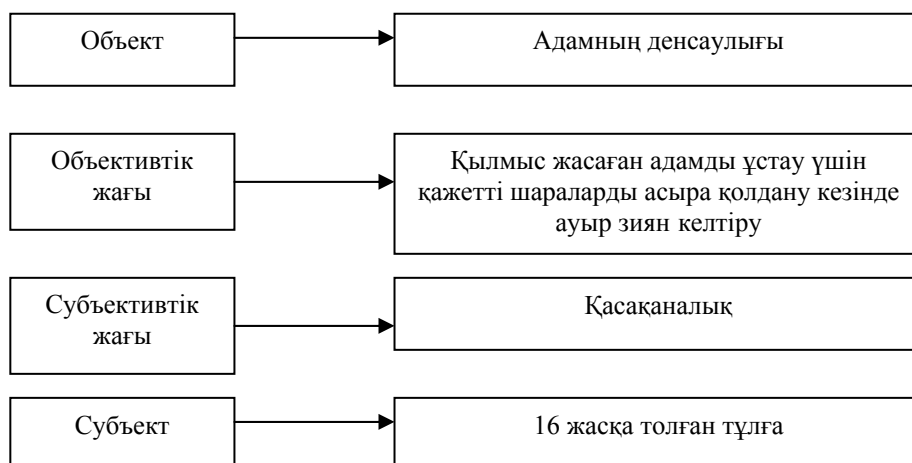 Объект
Адамның денсаулығы
Объективтік
жағы
Қылмыс жасаған адамды ұстау үшін
қажетті шараларды асыра қолдану кезінде
ауыр зиян келтіру
Субъективтік
жағы
Қасақаналық
Субъект
16 жасқа толған тұлға